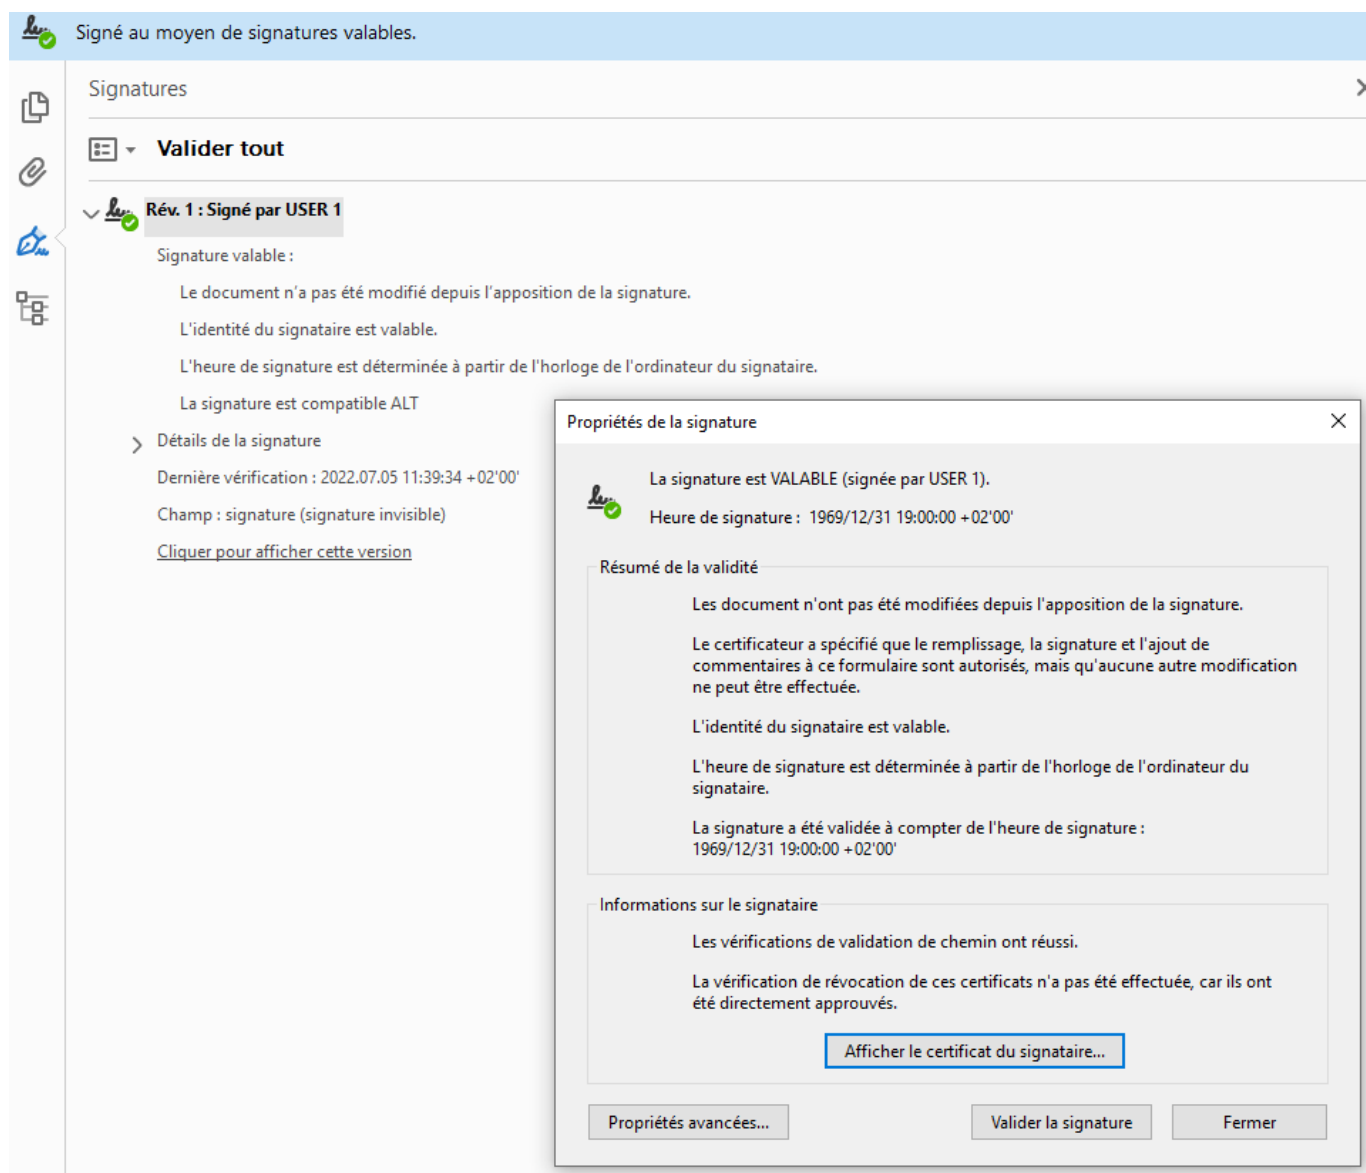 Signé au moyen de signatures valables.
Signatures
Valider tout
Rév. 1 : Signé par USER 1
Signature valable :
Le document n'a pas été modifié depuis l'apposition de la signature.
L'identité du signataire est valable.
L'heure de signature est déterminée à partir de l'horloge de l'ordinateur du signataire.
La signature est compatible ALT
Détails de la signature
Dernière vérification : 2022.07.05 11:39:34 +02'00'
Champ : signature (signature invisible)
Cliquer pour afficher cette version
Propriétés de la signature
La signature est VALABLE (signée par USER 1).
Heure de signature : 1969/12/31 19:00:00 +02'00'
Résumé de la validité
Les document n'ont pas été modifiées depuis l'apposition de la signature.
Le certificateur a spécifié que le remplissage, la signature et l'ajout de
commentaires à ce formulaire sont autorisés, mais qu'aucune autre modification
ne peut être effectuée.
L'identité du signataire est valable.
L'heure de signature est déterminée à partir de l'horloge de l'ordinateur du
signataire.
La signature a été validée à compter de l'heure de signature :
1969/12/31 19:00:00 +02'00'
Informations sur le signataire
Les vérifications de validation de chemin ont réussi.
La vérification de révocation de ces certificats n'a pas été effectuée, car ils ont
été directement approuvés.
Afficher le certificat du signataire...
Propriétés avancées...
Valider la signature
Fermer